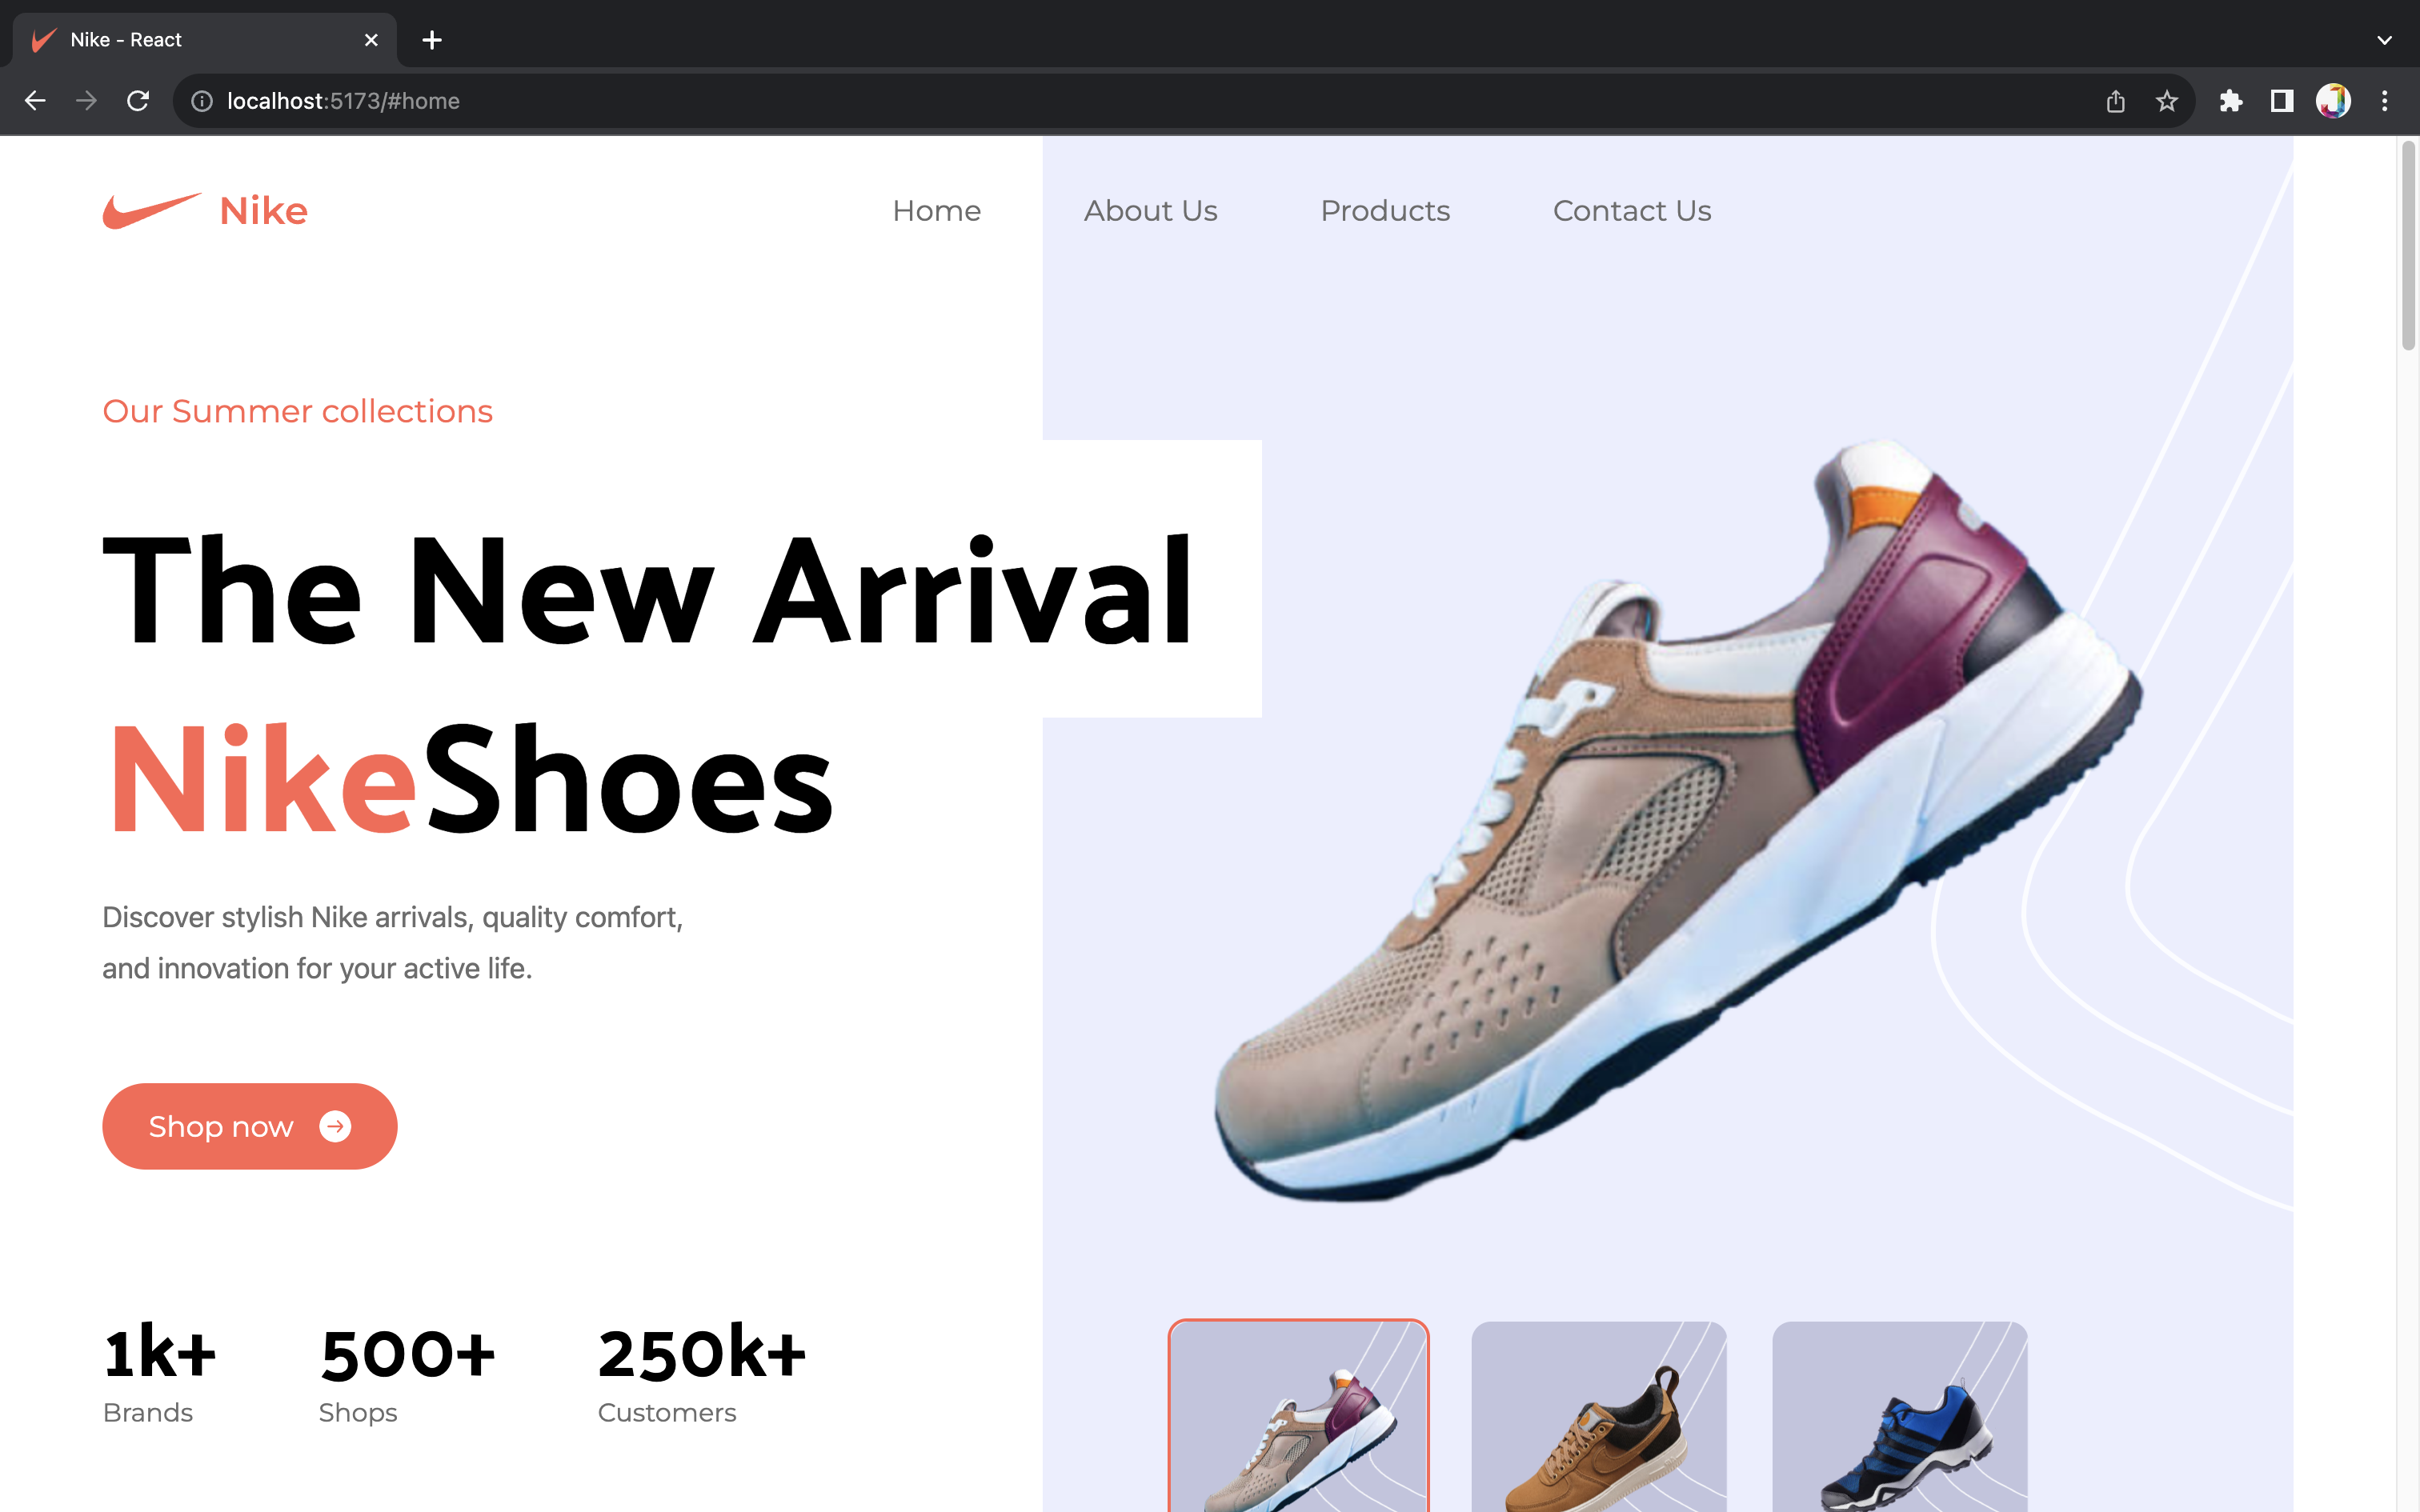 Nike - React
localhost:5173/#home
Nike
Home
About Us
Products
Contact Us
Our Summer collections
The New Arrival
NikeShoes
Discover stylish Nike arrivals, quality comfort,
and innovation for your active life.
Shop now
1k+
Brands
500+
Shops
250k+
Customers